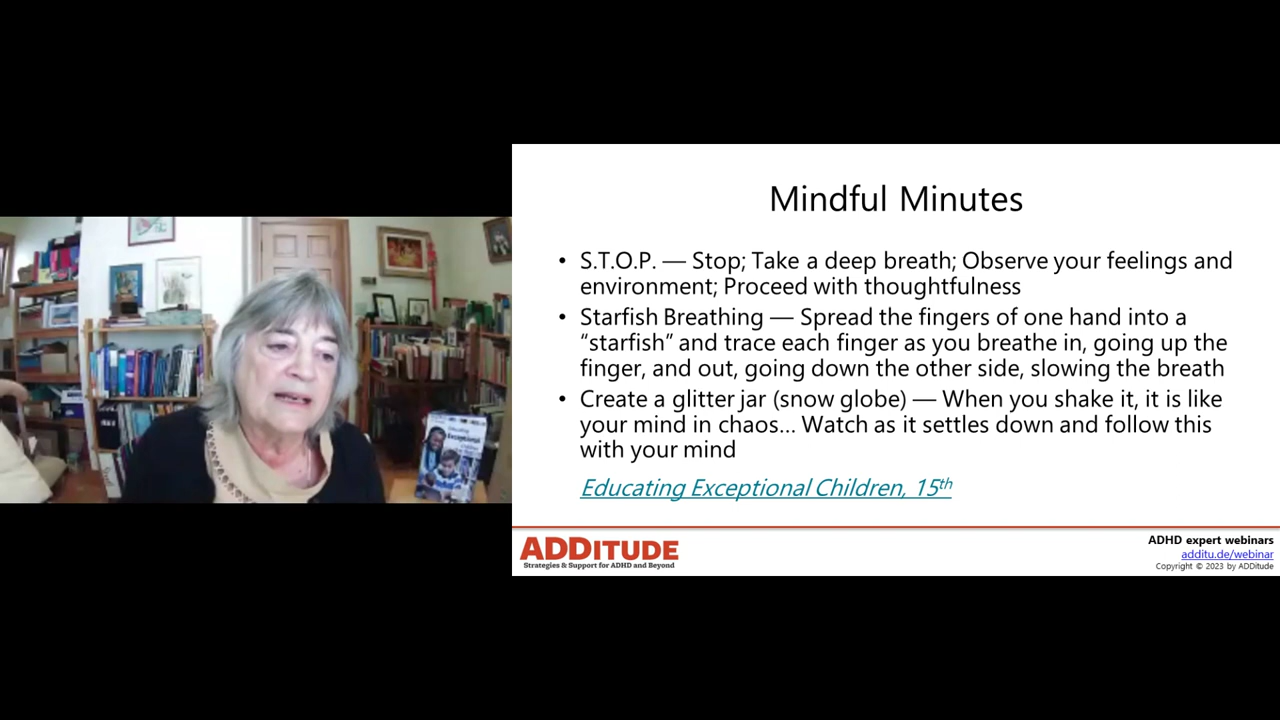 Mindful Minutes
• S.T.O.P. — Stop; Take a deep breath; Observe your feelings and
environment; Proceed with thoughtfulness
• Starfish Breathing — Spread the fingers of one hand into a
“starfish” and trace each finger as you breathe in, going up the
finger, and out, going down the other side, slowing the breath
• Create a glitter jar (snow globe) — When you shake it, it is like
your mind in chaos... Watch as it settles down and follow this
with your mind
Educating Exceptional Children, 15th
ADDITUDE
Strategies & Support for ADHD and Beyond
ADHD expert webinars
additu.de/webinar
Copyright © 2023 by ADDitude
Exceptional